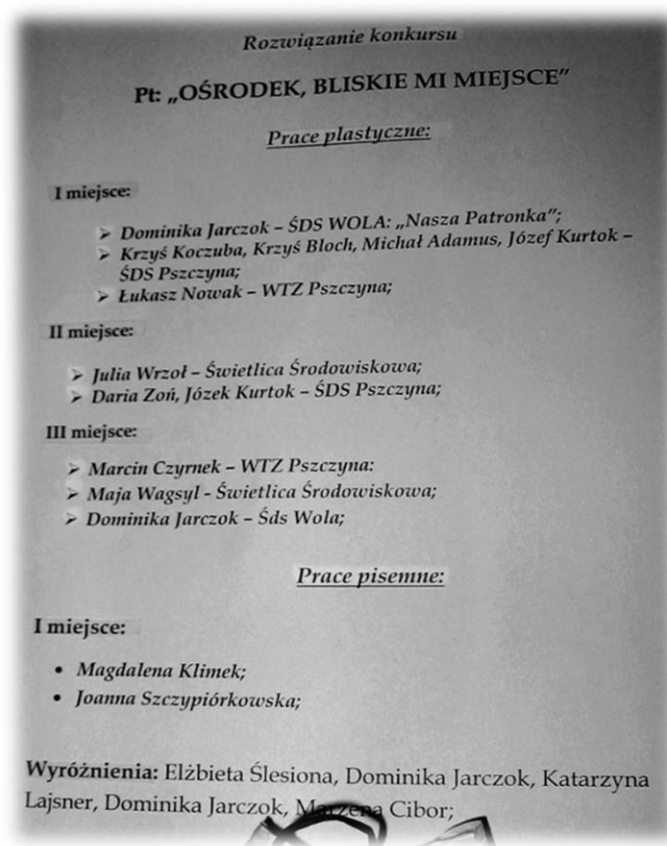 Rozwiązanie konkursu
Pt: „OŚRODEK, BLISKIE MI MIEJSCE”
Prace plastyczne:
I miejsce:
➢ Dominika Jarczok – ŚDS WOLA: „Nasza Patronka”;
➢ Krzyś Koczuba, Krzyś Bloch, Michał Adamus, Józef Kurtok –
ŚDS Pszczyna;
➢ Łukasz Nowak – WTZ Pszczyna;
II miejsce:
➢ Julia Wrzoł – Świetlica Środowiskowa;
➢ Daria Zoń, Józek Kurtok – ŚDS Pszczyna;
III miejsce:
➢ Marcin Czyrnek – WTZ Pszczyna:
➢ Maja Wagsyl - Świetlica Środowiskowa;
➢ Dominika Jarczok – Śds Wola;
Prace pisemne:
I miejsce:
• Magdalena Klimek;
• Joanna Szczypiórkowska;
Wyróżnienia: Elżbieta Ślesiona, Dominika Jarczok, Katarzyna
Lajsner, Dominika Jarczok, Marzena Cibor;